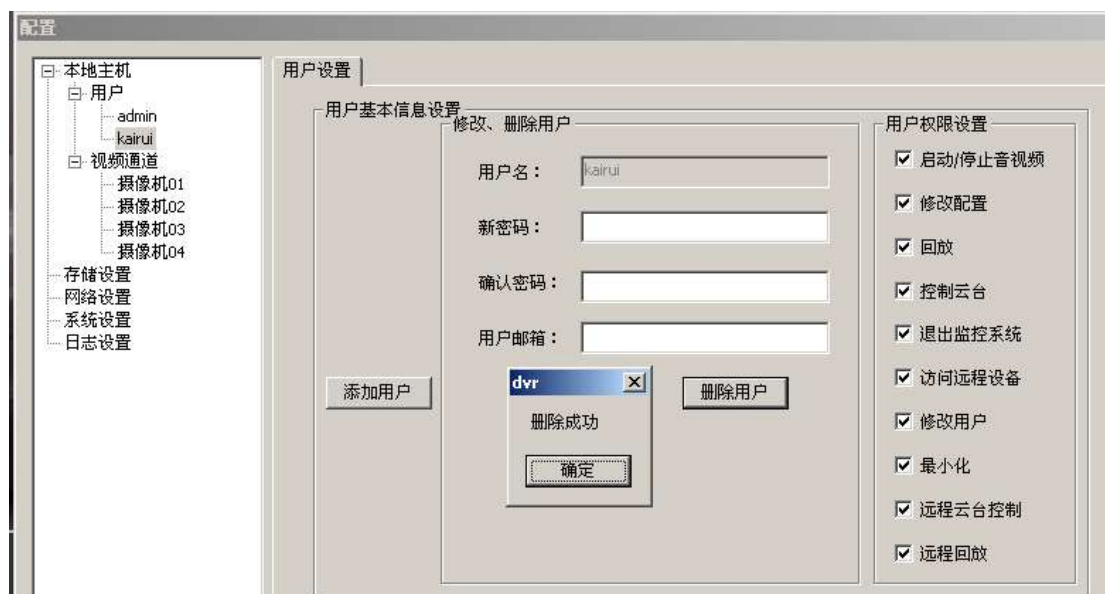 配置
本地主机
用户
admin
kairui
视频通道
摄像机01
摄像机02
摄像机03
摄像机04
存储设置
网络设置
系统设置
日志设置
用户设置
用户基本信息设置
修改、删除用户
用户名：
kairui
新密码：
确认密码：
用户邮箱：
添加用户
删除用户
dvr
删除成功
确定
用户权限设置
启动/停止音视频
修改配置
回放
控制云台
退出监控系统
访问远程设备
修改用户
最小化
远程云台控制
远程回放